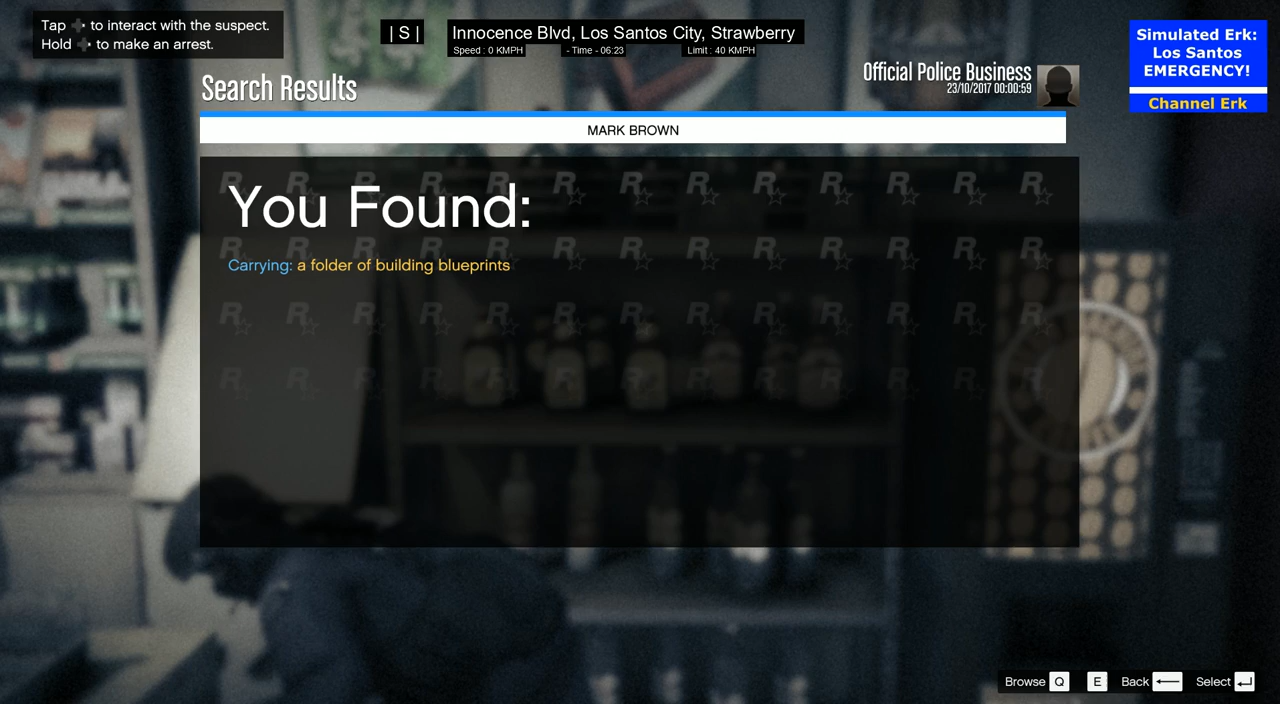 Tap to interact with the suspect.
Hold to make an arrest.
| S |
Innocence Blvd, Los Santos City, Strawberry
Speed : 0 KMPH
- Time - 06:23
Limit : 40 KMPH
Simulated Erk:
Los Santos
EMERGENCY!
Channel Erk
Search Results
Official Police Business
23/10/2017 00:00:59
MARK BROWN
You Found:
Carrying: a folder of building blueprints
Browse Q E Back Select